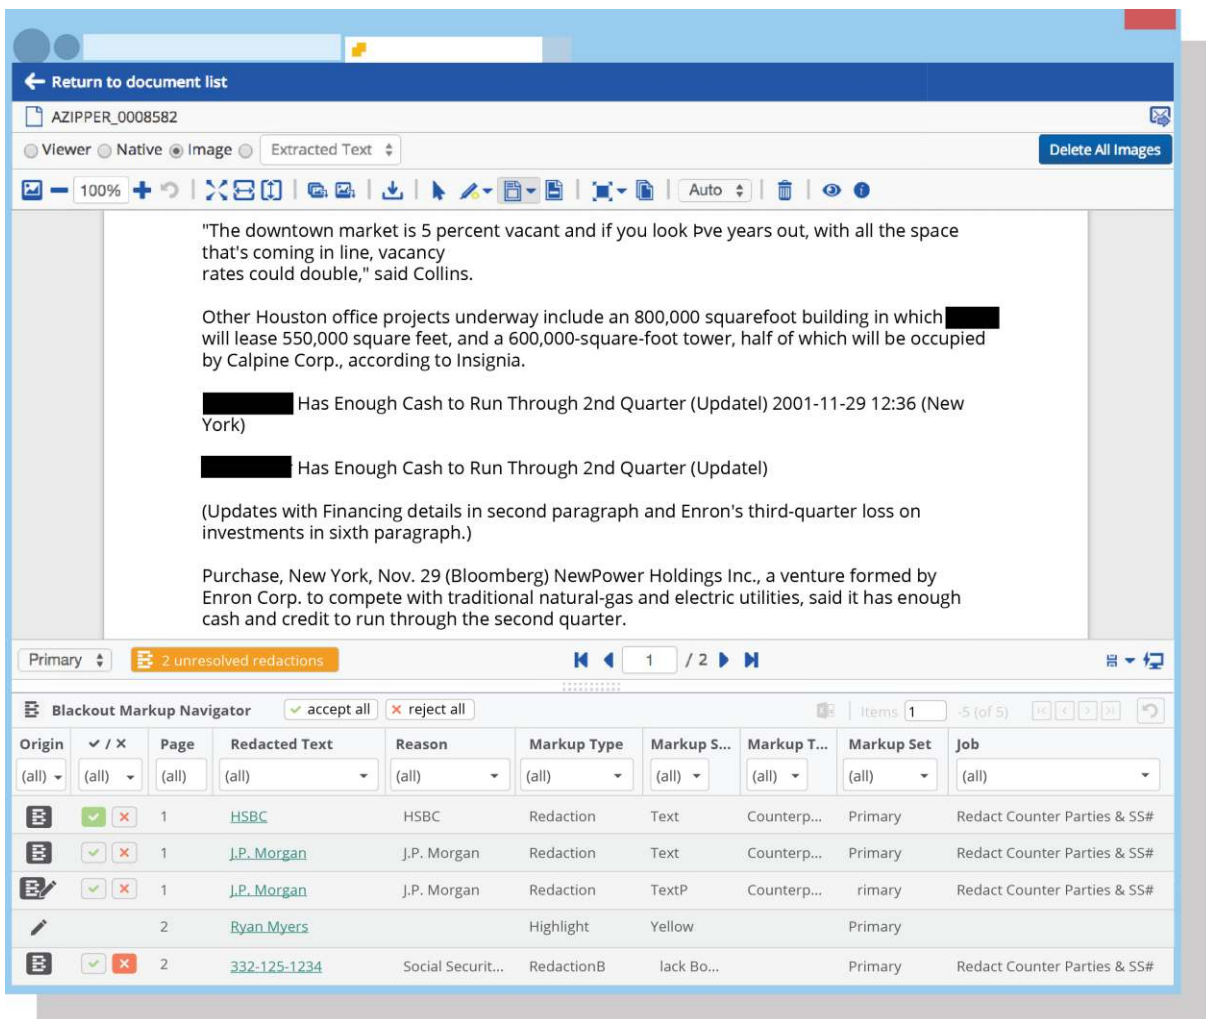 Return to document list
AZIPPER_0008582
Viewer Native Image Extracted Text Delete All Images
100% Auto
"The downtown market is 5 percent vacant and if you look Þve years out, with all the space
that's coming in line, vacancy
rates could double," said Collins.
Other Houston office projects underway include an 800,000 squarefoot building in which
will lease 550,000 square feet, and a 600,000-square-foot tower, half of which will be occupied
by Calpine Corp., according to Insignia.
Has Enough Cash to Run Through 2nd Quarter (Updatel) 2001-11-29 12:36 (New
York)
Has Enough Cash to Run Through 2nd Quarter (Updatel)
(Updates with Financing details in second paragraph and Enron's third-quarter loss on
investments in sixth paragraph.)
Purchase, New York, Nov. 29 (Bloomberg) NewPower Holdings Inc., a venture formed by
Enron Corp. to compete with traditional natural-gas and electric utilities, said it has enough
cash and credit to run through the second quarter.
Primary 2 unresolved redactions 1 / 2
Blackout Markup Navigator accept all reject all Items 1 -5 (of 5)
Origin ✓ / X Page Redacted Text Reason Markup Type Markup S... Markup T... Markup Set Job
(all) (all) (all) (all) (all) (all) (all) (all) (all) (all)
1 HSBC HSBC Redaction Text Counterp... Primary Redact Counter Parties & SS#
1 J.P. Morgan J.P. Morgan Redaction Text Counterp... Primary Redact Counter Parties & SS#
1 J.P. Morgan J.P. Morgan Redaction TextP Counterp... rimary Redact Counter Parties & SS#
2 Ryan Myers Highlight Yellow Primary
2 332-125-1234 Social Securit... RedactionB lack Bo... Primary Redact Counter Parties & SS#